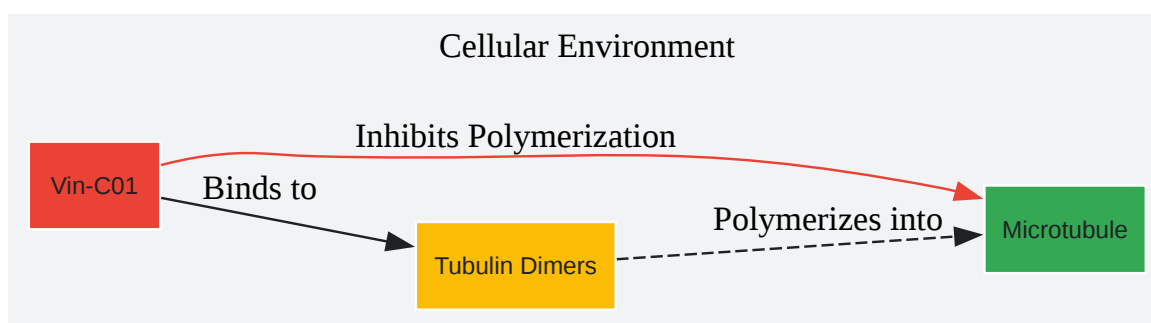 Cellular Environment
Inhibits Polymerization
Vin-C01
Binds to
Polymerizes into
Microtubule
Tubulin Dimers